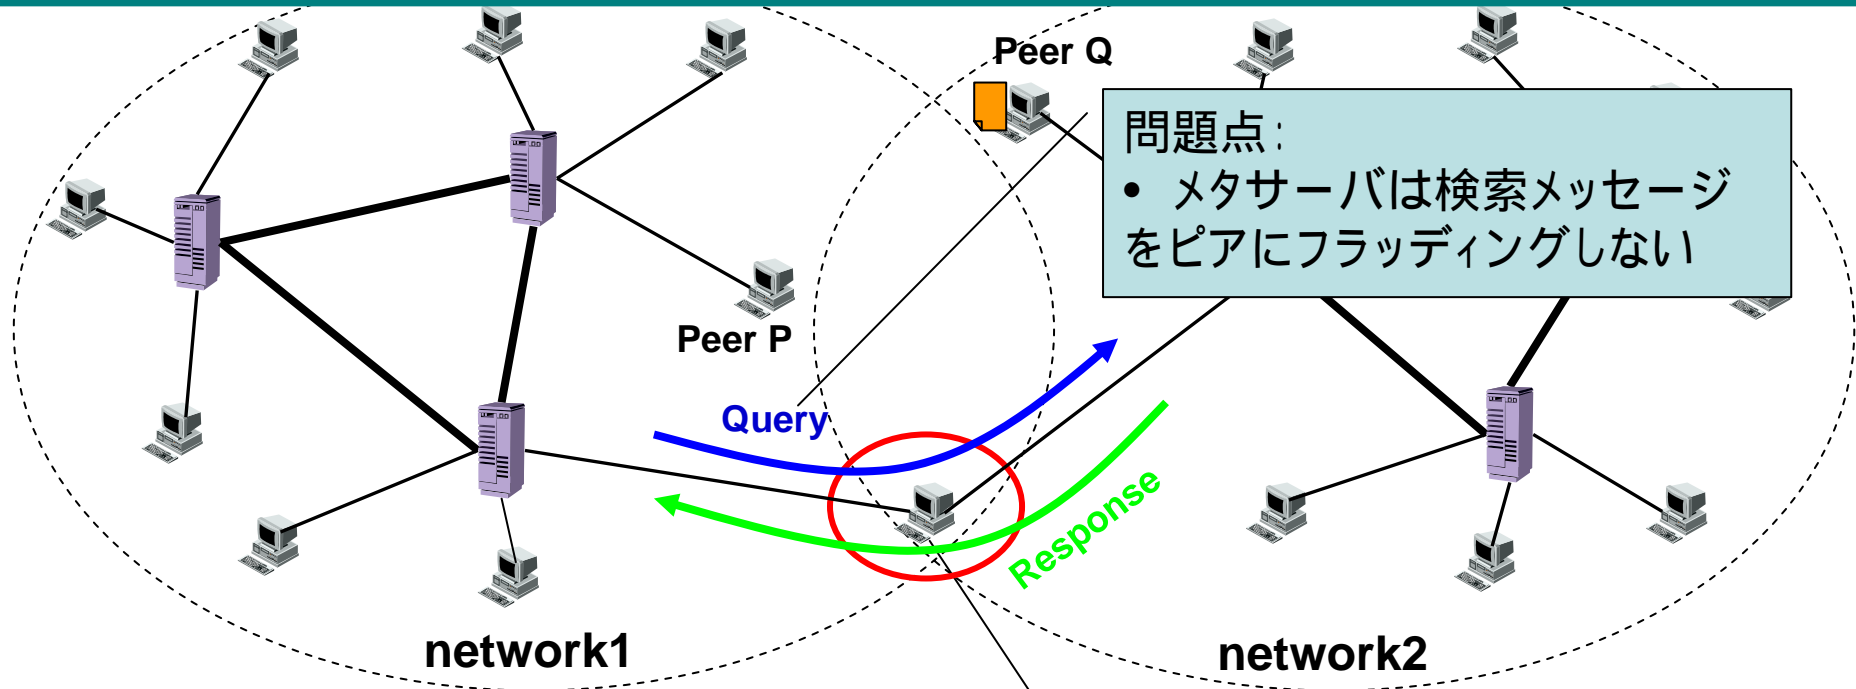 Peer Q
問題点:
• メタサーバは検索メッセージ
をピアにフラッディングしない
Peer P
Query
Response
network1
network2